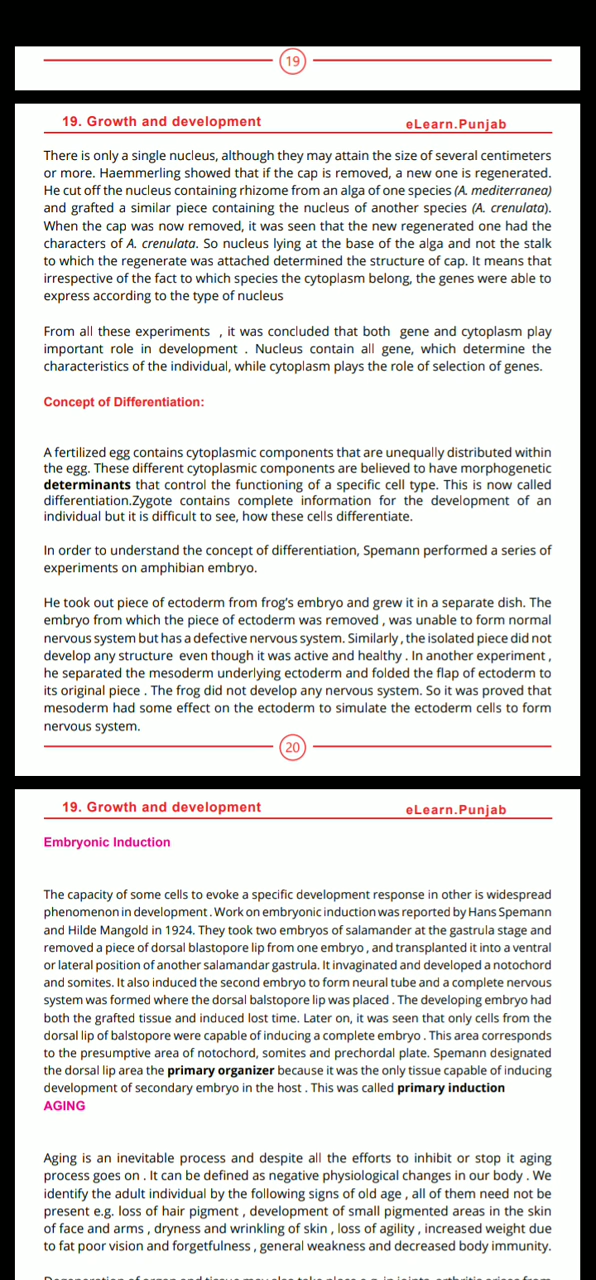 19
19. Growth and development
eLearn.Punjab
There is only a single nucleus, although they may attain the size of several centimeters
or more. Haemmerling showed that if the cap is removed, a new one is regenerated.
He cut off the nucleus containing rhizome from an alga of one species (A. mediterranea)
and grafted a similar piece containing the nucleus of another species (A. crenulata).
When the cap was now removed, it was seen that the new regenerated one had the
characters of A. crenulata. So nucleus lying at the base of the alga and not the stalk
to which the regenerate was attached determined the structure of cap. It means that
irrespective of the fact to which species the cytoplasm belong, the genes were able to
express according to the type of nucleus
From all these experiments , it was concluded that both gene and cytoplasm play
important role in development . Nucleus contain all gene, which determine the
characteristics of the individual, while cytoplasm plays the role of selection of genes.
Concept of Differentiation:
A fertilized egg contains cytoplasmic components that are unequally distributed within
the egg. These different cytoplasmic components are believed to have morphogenetic
determinants that control the functioning of a specific cell type. This is now called
differentiation.Zygote contains complete information for the development of an
individual but it is difficult to see, how these cells differentiate.
In order to understand the concept of differentiation, Spemann performed a series of
experiments on amphibian embryo.
He took out piece of ectoderm from frog's embryo and grew it in a separate dish. The
embryo from which the piece of ectoderm was removed , was unable to form normal
nervous system but has a defective nervous system. Similarly , the isolated piece did not
develop any structure even though it was active and healthy . In another experiment ,
he separated the mesoderm underlying ectoderm and folded the flap of ectoderm to
its original piece . The frog did not develop any nervous system. So it was proved that
mesoderm had some effect on the ectoderm to simulate the ectoderm cells to form
nervous system.
20
19. Growth and development
eLearn.Punjab
Embryonic Induction
The capacity of some cells to evoke a specific development response in other is widespread
phenomenon in development . Work on embryonic induction was reported by Hans Spemann
and Hilde Mangold in 1924. They took two embryos of salamander at the gastrula stage and
removed a piece of dorsal blastopore lip from one embryo , and transplanted it into a ventral
or lateral position of another salamandar gastrula. It invaginated and developed a notochord
and somites. It also induced the second embryo to form neural tube and a complete nervous
system was formed where the dorsal balstopore lip was placed . The developing embryo had
both the grafted tissue and induced lost time. Later on, it was seen that only cells from the
dorsal lip of balstopore were capable of inducing a complete embryo . This area corresponds
to the presumptive area of notochord, somites and prechordal plate. Spemann designated
the dorsal lip area the primary organizer because it was the only tissue capable of inducing
development of secondary embryo in the host . This was called primary induction
AGING
Aging is an inevitable process and despite all the efforts to inhibit or stop it aging
process goes on . It can be defined as negative physiological changes in our body . We
identify the adult individual by the following signs of old age , all of them need not be
present e.g. loss of hair pigment , development of small pigmented areas in the skin
of face and arms , dryness and wrinkling of skin , loss of agility , increased weight due
to fat poor vision and forgetfulness , general weakness and decreased body immunity.